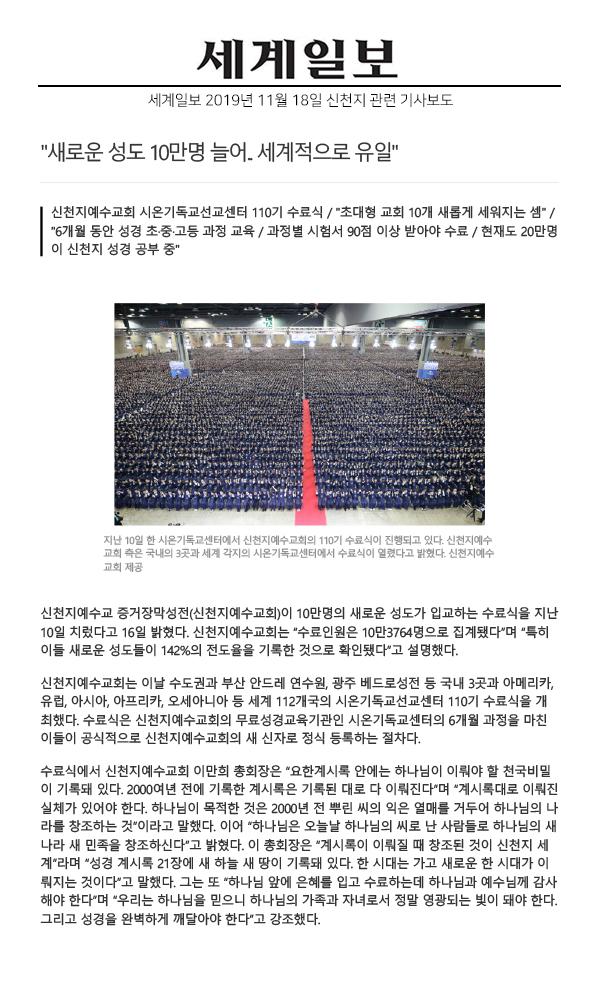 세계일보
세계일보 2019년 11월 18일 신천지 관련 기사보도
"새로운 성도 10만명 늘어.. 세계적으로 유일"
신천지예수교회 시온기독교선교센터 110기 수료식 / "초대형 교회 10개 새롭게 세워지는 셈" /
"6개월 동안 성경 초·중·고등 과정 교육 / 과정별 시험서 90점 이상 받아야 수료 / 현재도 20만명
이 신천지 성경 공부 중"
지난 10일 한 시온기독교센터에서 신천지예수교회의 110기 수료식이 진행되고 있다. 신천지예수
교회 측은 국내의 3곳과 세계 각지의 시온기독교센터에서 수료식이 열렸다고 밝혔다. 신천지예수
교회 제공
신천지예수교 증거장막성전(신천지예수교회)이 10만명의 새로운 성도가 입교하는 수료식을 지난
10일 치렀다고 16일 밝혔다. 신천지예수교회는 “수료인원은 10만3764명으로 집계됐다”며 “특히
이들 새로운 성도들이 142%의 전도율을 기록한 것으로 확인됐다”고 설명했다.
신천지예수교회는 이날 수도권과 부산 안드레 연수원, 광주 베드로성전 등 국내 3곳과 아메리카,
유럽, 아시아, 아프리카, 오세아니아 등 세계 112개국의 시온기독교선교센터 110기 수료식을 개
최했다. 수료식은 신천지예수교회의 무료성경교육기관인 시온기독교센터의 6개월 과정을 마친
이들이 공식적으로 신천지예수교회의 새 신자로 정식 등록하는 절차다.
수료식에서 신천지예수교회 이만희 총회장은 “요한계시록 안에는 하나님이 이뤄야 할 천국비밀
이 기록돼 있다. 2000여년 전에 기록한 계시록은 기록된 대로 다 이뤄진다”며 “계시록대로 이뤄진
실체가 있어야 한다. 하나님이 목적한 것은 2000년 전 뿌린 씨의 익은 열매를 거두어 하나님의 나
라를 창조하는 것”이라고 말했다. 이어 “하나님은 오늘날 하나님의 씨로 난 사람들로 하나님의 새
나라 새 민족을 창조하신다”고 밝혔다. 이 총회장은 “계시록이 이뤄질 때 창조된 것이 신천지 세
계”라며 “성경 계시록 21장에 새 하늘 새 땅이 기록돼 있다. 한 시대는 가고 새로운 한 시대가 이
뤄지는 것이다”고 말했다. 그는 또 “하나님 앞에 은혜를 입고 수료하는데 하나님과 예수님께 감사
해야 한다”며 “우리는 하나님을 믿으니 하나님의 가족과 자녀로서 정말 영광되는 빛이 돼야 한다.
그리고 성경을 완벽하게 깨달아야 한다”고 강조했다.